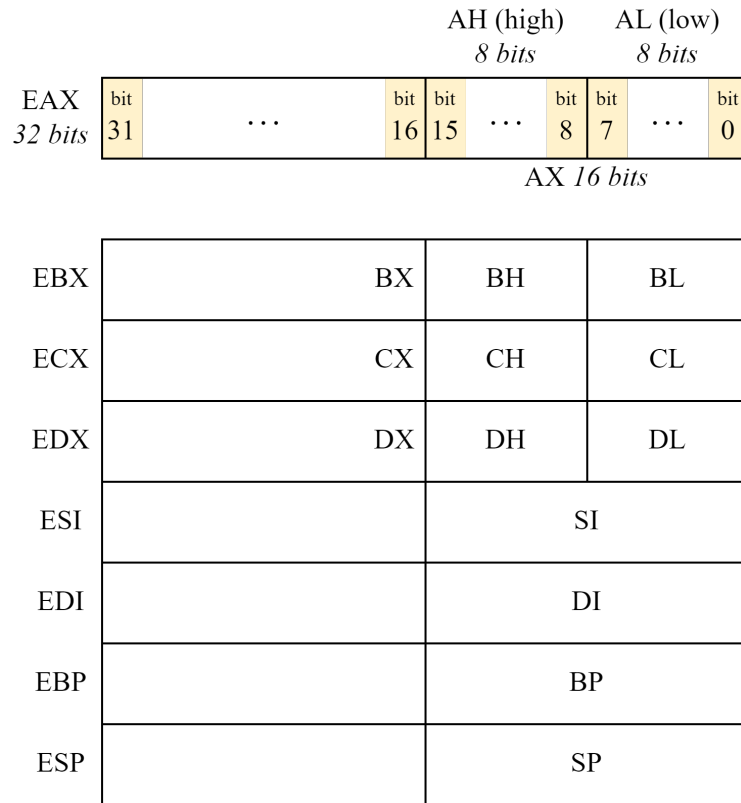 AH (high) AL (low)
8 bits 8 bits
EAX bit bit bit bit bit bit
32 bits 31 ... 16 15 ... 8 7 ... 0
AX 16 bits
EBX BX BH BL
ECX CX CH CL
EDX DX DH DL
ESI SI
EDI DI
EBP BP
ESP SP